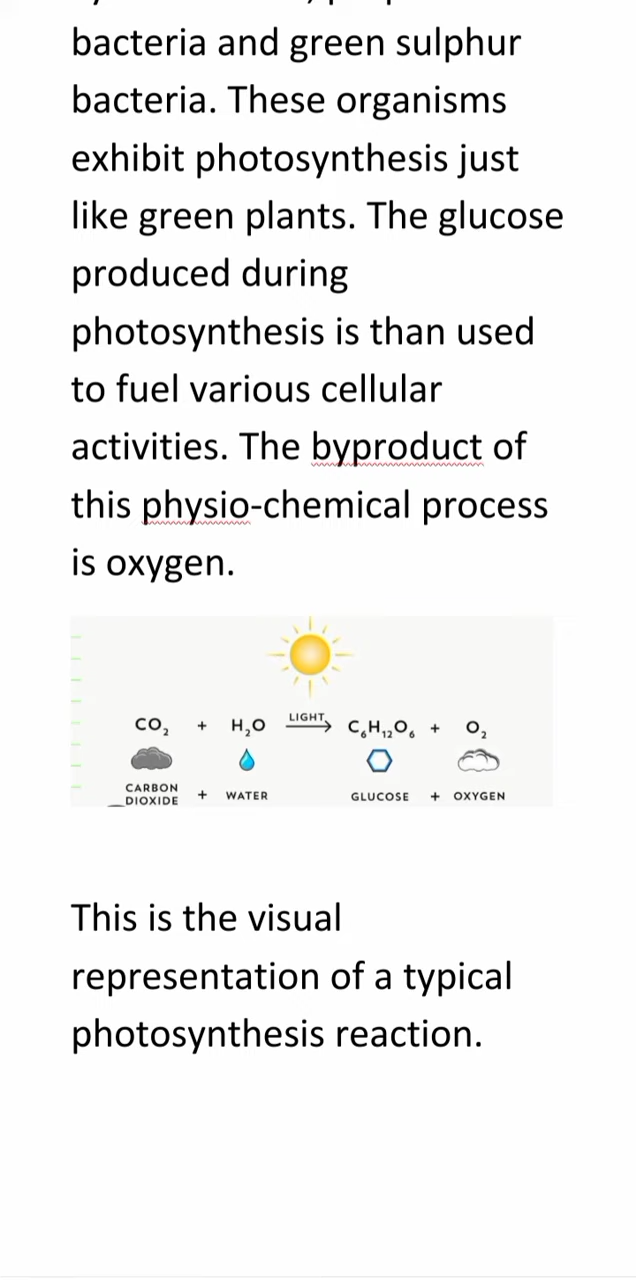 bacteria and green sulphur
bacteria. These organisms
exhibit photosynthesis just
like green plants. The glucose
produced during
photosynthesis is than used
to fuel various cellular
activities. The byproduct of
this physio-chemical process
is oxygen.
CO₂ + H₂O LIGHT→ C₆H₁₂O₆ + O₂
CARBON DIOXIDE + WATER GLUCOSE + OXYGEN
This is the visual
representation of a typical
photosynthesis reaction.